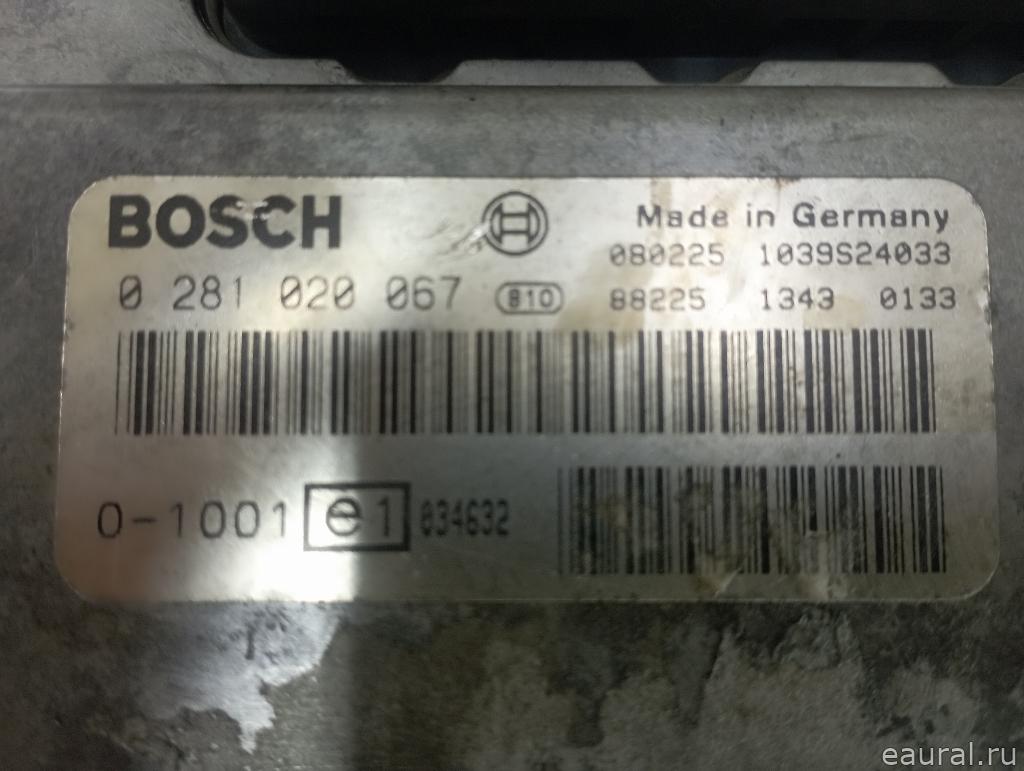 BOSCH
Made in Germany
080225 1039S24033
0 281 020 067 810 88225 1343 0133
0-1001 e1 034632
eaural.ru